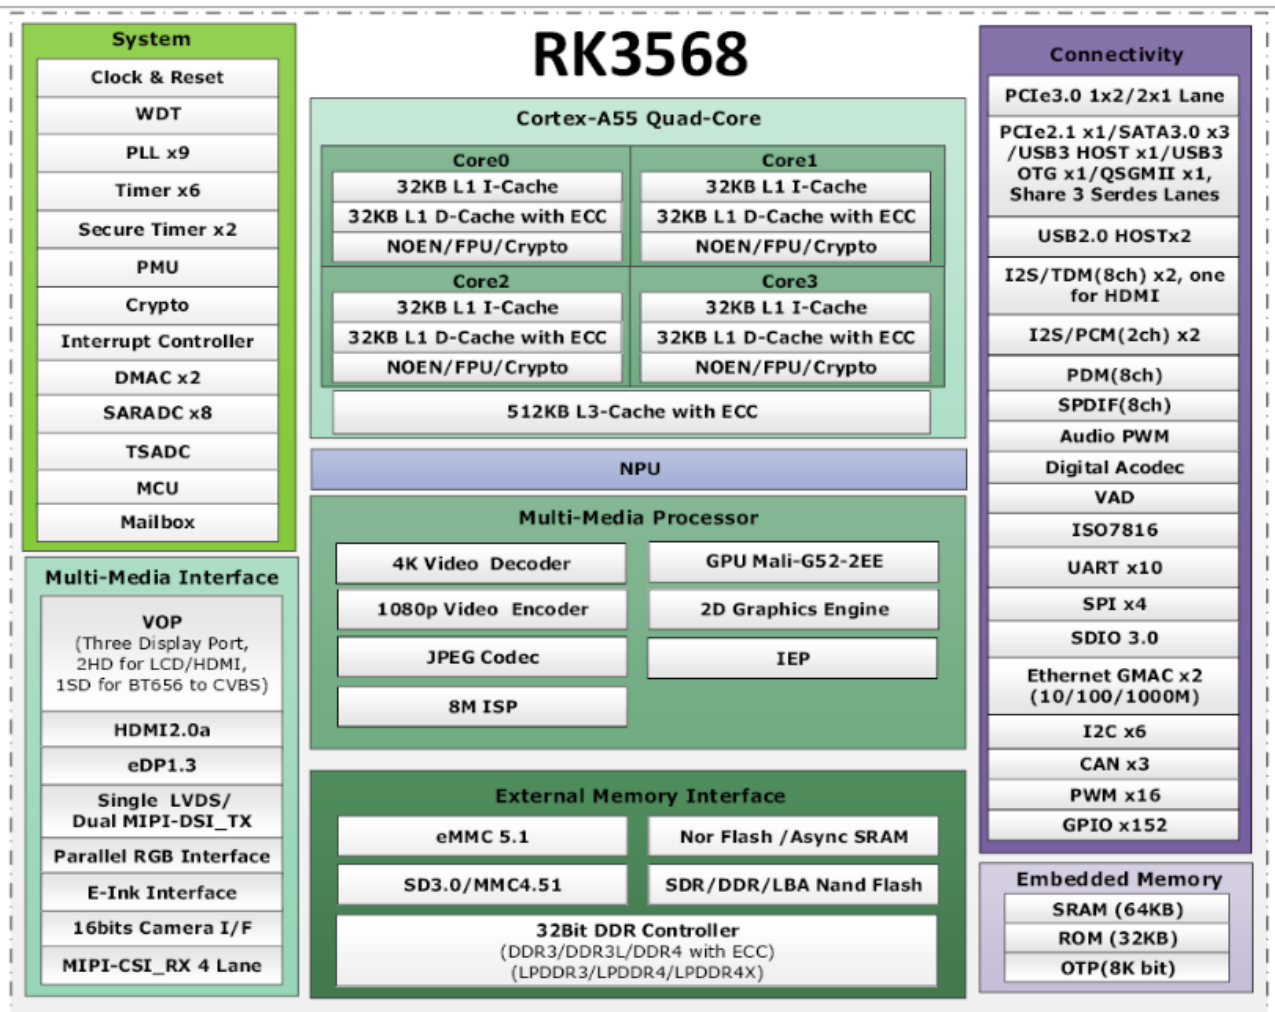 RK3568
System
Clock & Reset
WDT
PLL x9
Timer x6
Secure Timer x2
PMU
Crypto
Interrupt Controller
DMAC x2
SARADC x8
TSADC
MCU
Mailbox
Multi-Media Interface
VOP
(Three Display Port,
2HD for LCD/HDMI,
1SD for BT656 to CVBS)
HDMI2.0a
eDP1.3
Single LVDS/
Dual MIPI-DSI_TX
Parallel RGB Interface
E-Ink Interface
16bits Camera I/F
MIPI-CSI_RX 4 Lane
Cortex-A55 Quad-Core
Core0
32KB L1 I-Cache
32KB L1 D-Cache with ECC
NOEN/FPU/Crypto
Core1
32KB L1 I-Cache
32KB L1 D-Cache with ECC
NOEN/FPU/Crypto
Core2
32KB L1 I-Cache
32KB L1 D-Cache with ECC
NOEN/FPU/Crypto
Core3
32KB L1 I-Cache
32KB L1 D-Cache with ECC
NOEN/FPU/Crypto
512KB L3-Cache with ECC
NPU
Multi-Media Processor
4K Video Decoder
GPU Mali-G52-2EE
1080p Video Encoder
2D Graphics Engine
JPEG Codec
IEP
8M ISP
External Memory Interface
eMMC 5.1
Nor Flash /Async SRAM
SD3.0/MMC4.51
SDR/DDR/LBA Nand Flash
32Bit DDR Controller
(DDR3/DDR3L/DDR4 with ECC)
(LPDDR3/LPDDR4/LPDDR4X)
Connectivity
PCIe3.0 1x2/2x1 Lane
PCIe2.1 x1/SATA3.0 x3
/USB3 HOST x1/USB3
OTG x1/QSGMII x1,
Share 3 Serdes Lanes
USB2.0 HOSTx2
I2S/TDM(8ch) x2, one
for HDMI
I2S/PCM(2ch) x2
PDM(8ch)
SPDIF(8ch)
Audio PWM
Digital Acodec
VAD
ISO7816
UART x10
SPI x4
SDIO 3.0
Ethernet GMAC x2
(10/100/1000M)
I2C x6
CAN x3
PWM x16
GPIO x152
Embedded Memory
SRAM (64KB)
ROM (32KB)
OTP(8K bit)